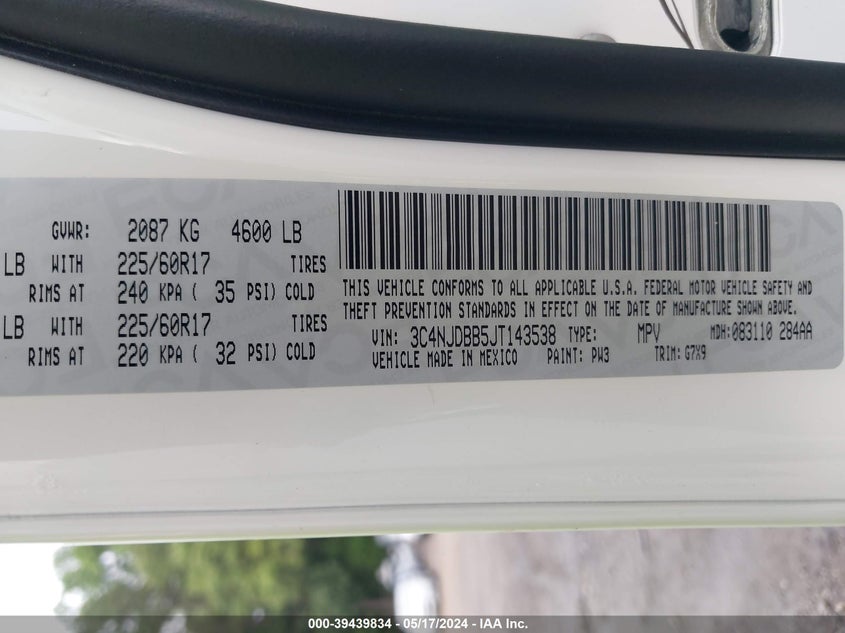 GVWR: 2087 KG 4600 LB
LB WITH 225/60R17 TIRES
RIMS AT 240 KPA ( 35 PSI) COLD
LB WITH 225/60R17 TIRES
RIMS AT 220 KPA ( 32 PSI) COLD
THIS VEHICLE CONFORMS TO ALL APPLICABLE U.S.A. FEDERAL MOTOR VEHICLE SAFETY AND
THEFT PREVENTION STANDARDS IN EFFECT ON THE DATE OF MANUFACTURE SHOWN ABOVE.
VIN: 3C4NJDBB5JT143538 TYPE: MPV MDH:083110 284AA
VEHICLE MADE IN MEXICO PAINT: PW3 TRIM: G7X9
000-39439834 - 05/17/2024 - IAA Inc.